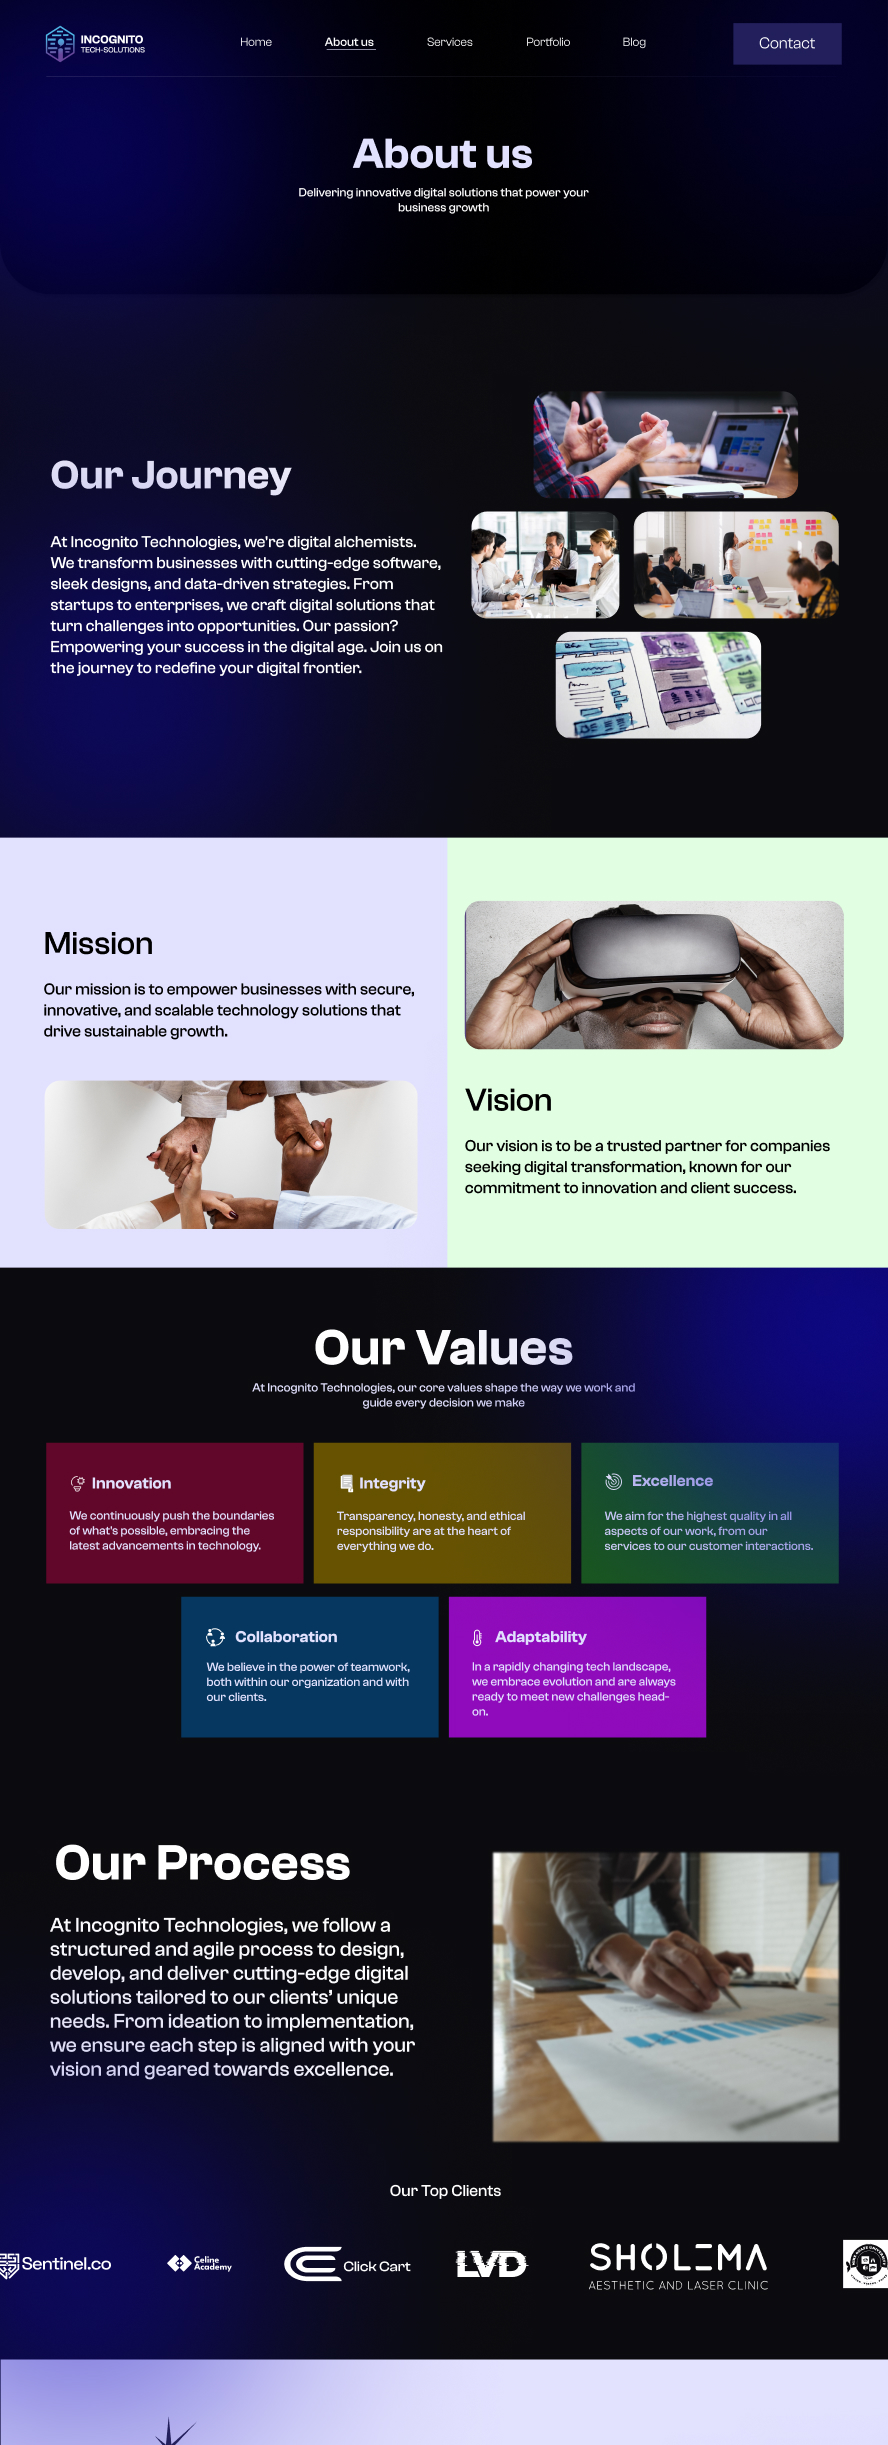 INCOGNITO
TECH-SOLUTIONS
Home
About us
Services
Portfolio
Blog
Contact
About us
Delivering innovative digital solutions that power your
business growth
Our Journey
At Incognito Technologies, we're digital alchemists.
We transform businesses with cutting-edge software,
sleek designs, and data-driven strategies. From
startups to enterprises, we craft digital solutions that
turn challenges into opportunities. Our passion?
Empowering your success in the digital age. Join us on
the journey to redefine your digital frontier.
Mission
Our mission is to empower businesses with secure,
innovative, and scalable technology solutions that
drive sustainable growth.
Vision
Our vision is to be a trusted partner for companies
seeking digital transformation, known for our
commitment to innovation and client success.
Our Values
At Incognito Technologies, our core values shape the way we work and
guide every decision we make
Innovation
We continuously push the boundaries
of what's possible, embracing the
latest advancements in technology.
Integrity
Transparency, honesty, and ethical
responsibility are at the heart of
everything we do.
Excellence
We aim for the highest quality in all
aspects of our work, from our
services to our customer interactions.
Collaboration
We believe in the power of teamwork,
both within our organization and with
our clients.
Adaptability
In a rapidly changing tech landscape,
we embrace evolution and are always
ready to meet new challenges head-
on.
Our Process
At Incognito Technologies, we follow a
structured and agile process to design,
develop, and deliver cutting-edge digital
solutions tailored to our clients' unique
needs. From ideation to implementation,
we ensure each step is aligned with your
vision and geared towards excellence.
Our Top Clients
Sentinel.co
Celine
Academy
Click Cart
LVD
SHOLEMA
AESTHETIC AND LASER CLINIC